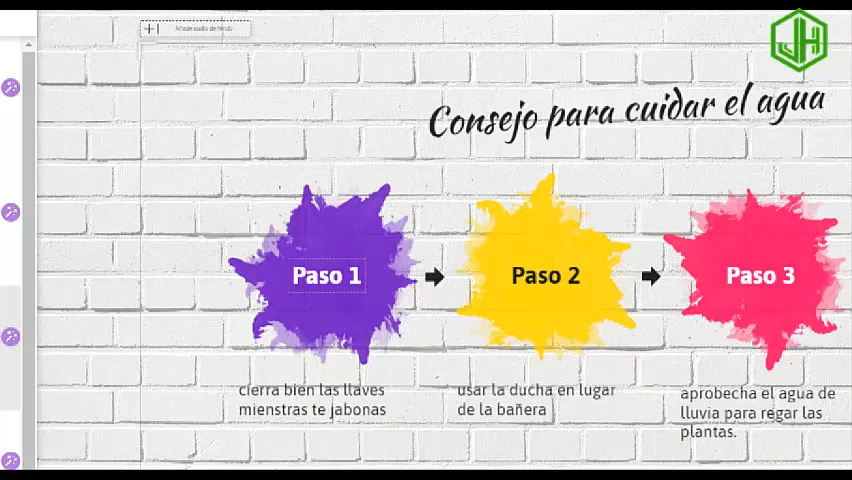 Añade audio de fondo
JH
Consejo para cuidar el agua
Paso 1
Paso 2
Paso 3
cierra bien las llaves
mienstras te jabonas
usar la ducha en lugar
de la bañera
aprobecha el agua de
lluvia para regar las
plantas.